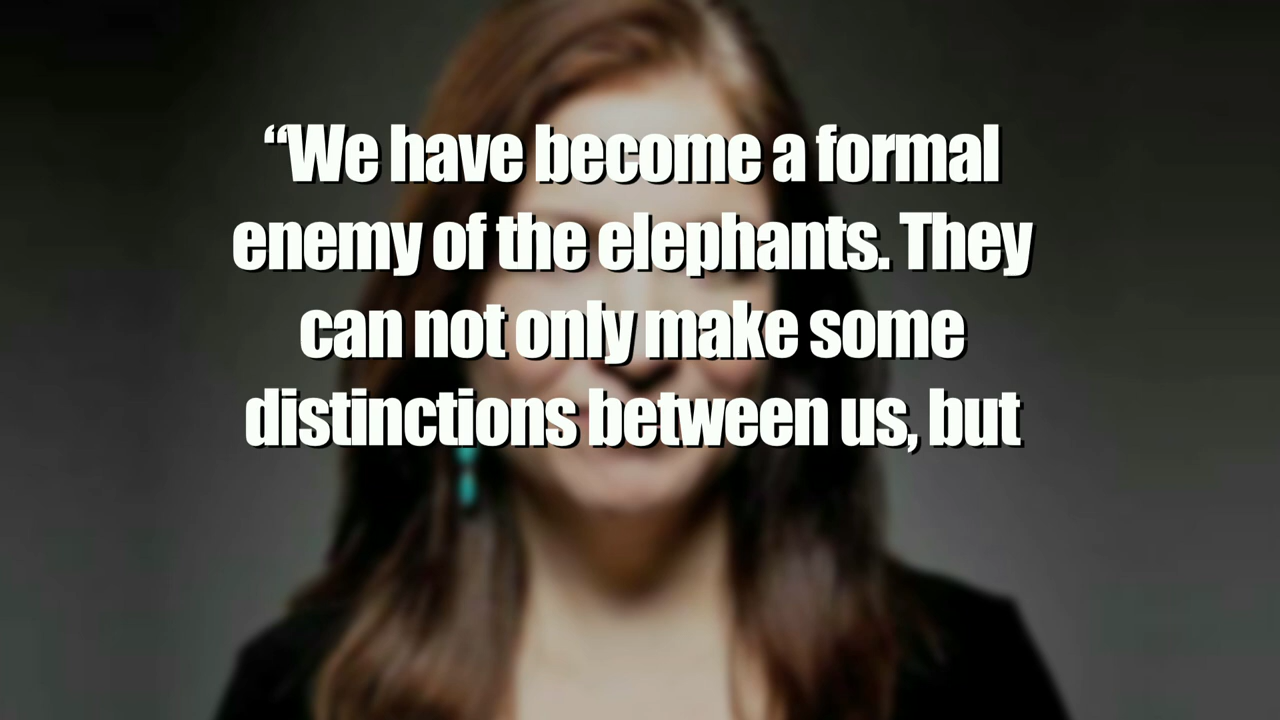 “We have become a formal
enemy of the elephants. They
can not only make some
distinctions between us, but